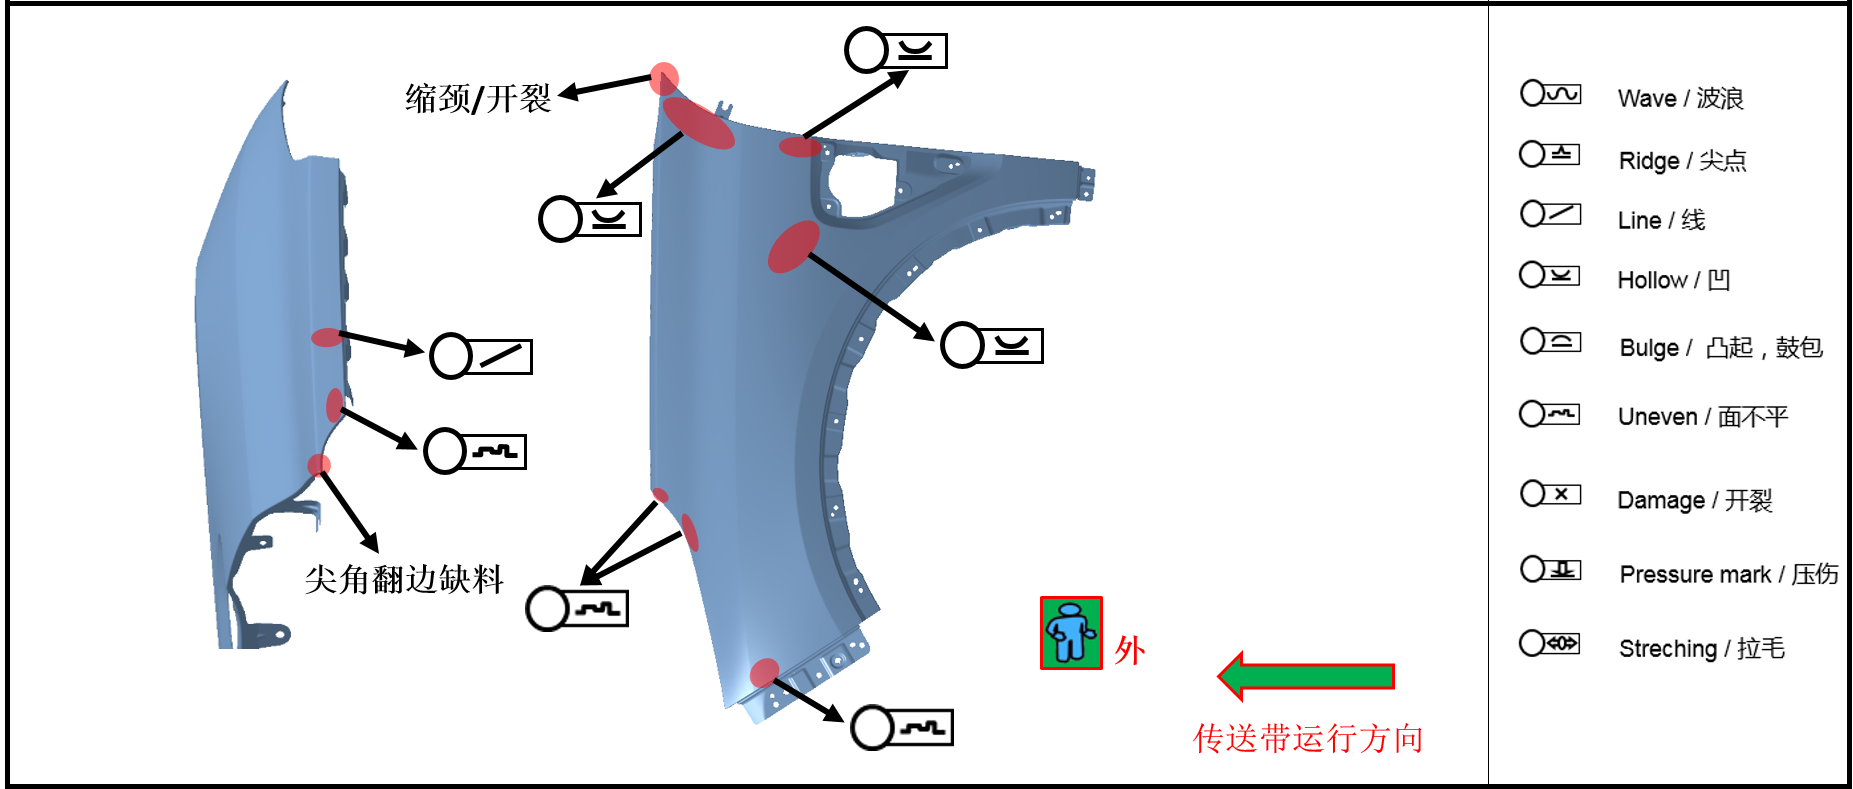 缩颈/开裂
尖角翻边缺料
外
传送带运行方向
Wave / 波浪
Ridge / 尖点
Line / 线
Hollow / 凹
Bulge / 凸起，鼓包
Uneven / 面不平
Damage / 开裂
Pressure mark / 压伤
Streching / 拉毛